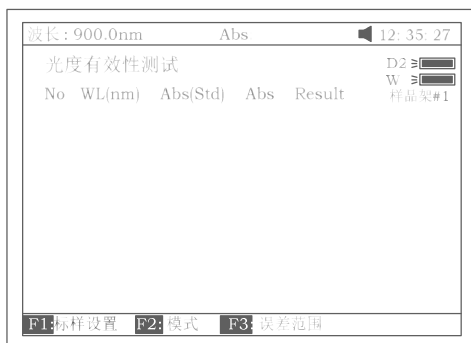 波长:900.0nm Abs 12:35:27
光度有效性测试 D2
W
No WL(nm) Abs(Std) Abs Result 样品架#1
F1:标样设置 F2:模式 F3:误差范围